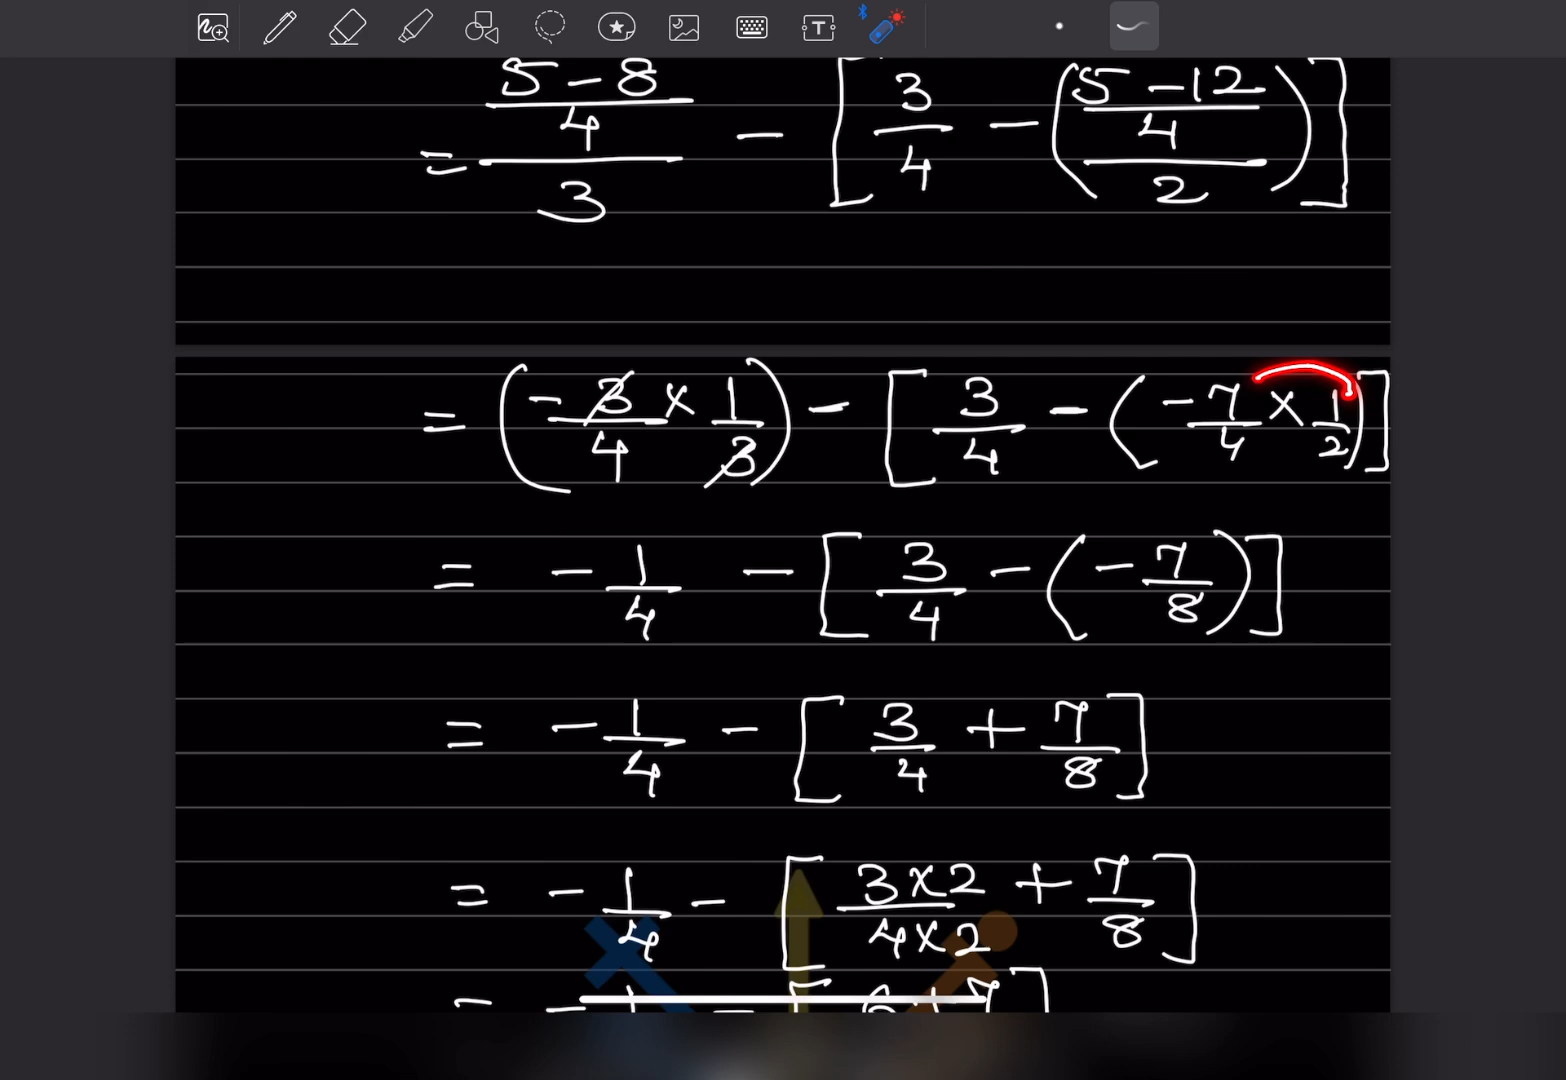 = ((5 - 8)/4)/3 - [3/4 - (((5 - 12)/4)/2)]
= (-3/4 × 1/3) - [3/4 - (-7/4 × 1/2)]
= -1/4 - [3/4 - (-7/8)]
= -1/4 - [3/4 + 7/8]
= -1/4 - [(3×2)/(4×2) + 7/8]